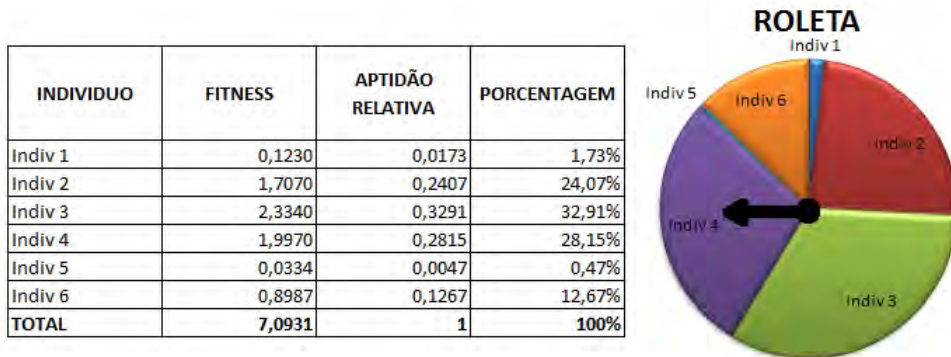 INDIVIDUO FITNESS APTIDÃO RELATIVA PORCENTAGEM
Indiv 1 0,1230 0,0173 1,73%
Indiv 2 1,7070 0,2407 24,07%
Indiv 3 2,3340 0,3291 32,91%
Indiv 4 1,9970 0,2815 28,15%
Indiv 5 0,0334 0,0047 0,47%
Indiv 6 0,8987 0,1267 12,67%
TOTAL 7,0931 1 100%
ROLETA
Indiv 1
Indiv 5
Indiv 6
Indiv 2
Indiv 4
Indiv 3